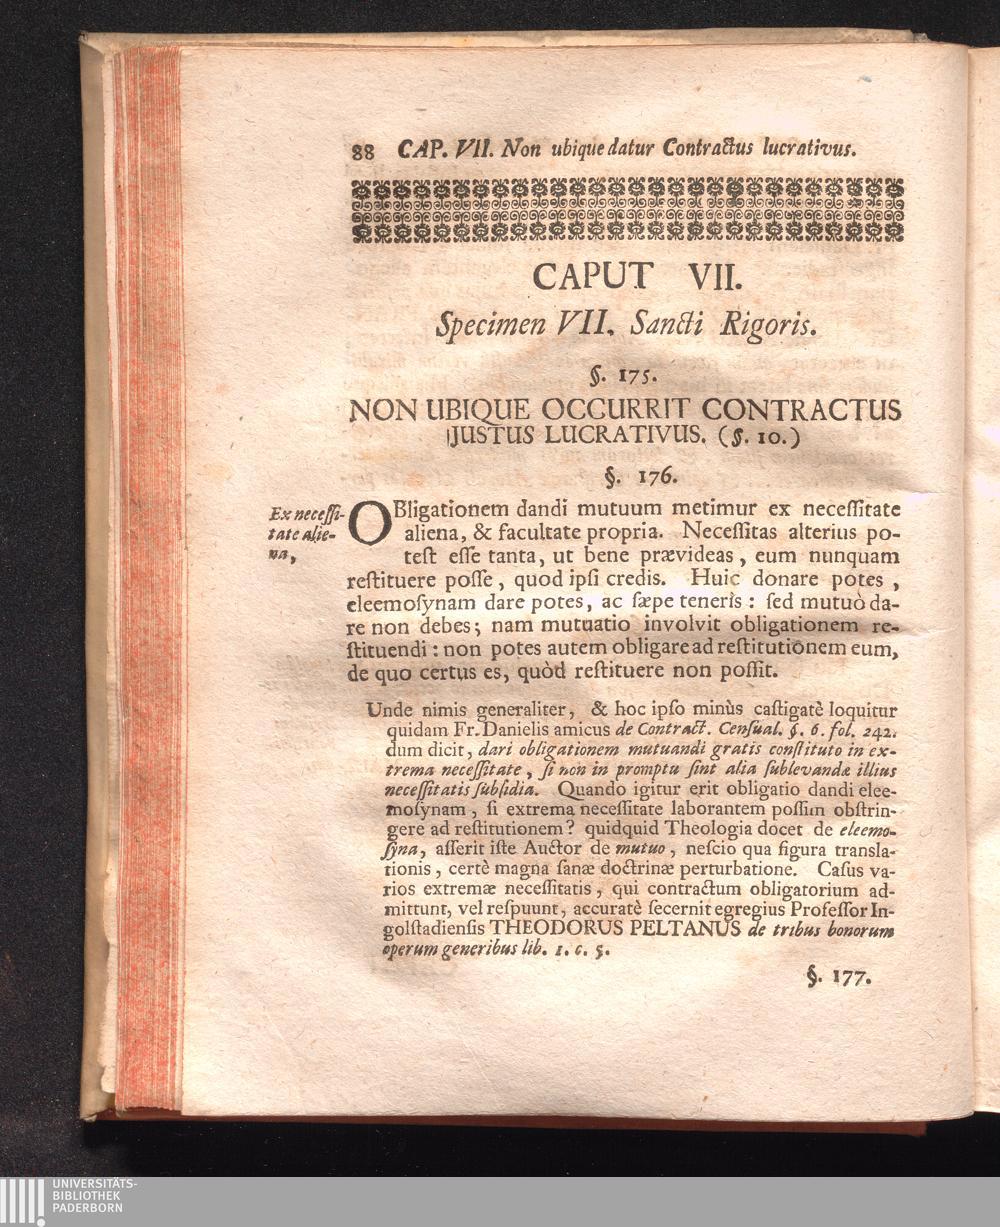 88 CAP. VII. Non ubique datur Contractus lucrativus.
CAPUT VII.
Specimen VII. Sancti Rigoris.
§. 175.
NON UBIQUE OCCURRIT CONTRACTUS
JUSTUS LUCRATIVUS. (§. 10.)
§. 176.
Ex necessi-
tate alie-
na,
OBligationem dandi mutuum metimur ex necessitate
aliena, & facultate propria. Necessitas alterius po-
test esse tanta, ut bene prævideas, eum nunquam
restituere posse, quod ipsi credis. Huic donare potes,
eleemosynam dare potes, ac sæpe teneris: sed mutuò da-
re non debes; nam mutuatio involvit obligationem re-
stituendi: non potes autem obligare ad restitutionem eum,
de quo certus es, quòd restituere non possit.
Unde nimis generaliter, & hoc ipso minùs castigatè loquitur
quidam Fr. Danielis amicus de Contract. Censual. §. 6. fol. 242.
dum dicit, dari obligationem mutuandi gratis constituto in ex-
trema necessitate, si non in promptu sint alia sublevandæ illius
necessitatis subsidia. Quando igitur erit obligatio dandi elee-
mosynam, si extrema necessitate laborantem possim obstrin-
gere ad restitutionem? quidquid Theologia docet de eleemo-
syna, asserit iste Auctor de mutuo, nescio qua figura transla-
tionis, certè magna sanæ doctrinæ perturbatione. Casus va-
rios extremæ necessitatis, qui contractum obligatorium ad-
mittunt, vel respuunt, accuratè secernit egregius Professor In-
golstadiensis THEODORUS PELTANUS de tribus bonorum
operum generibus lib. 1. c. 5.
§. 177.
UNIVERSITÄTS-
BIBLIOTHEK
PADERBORN